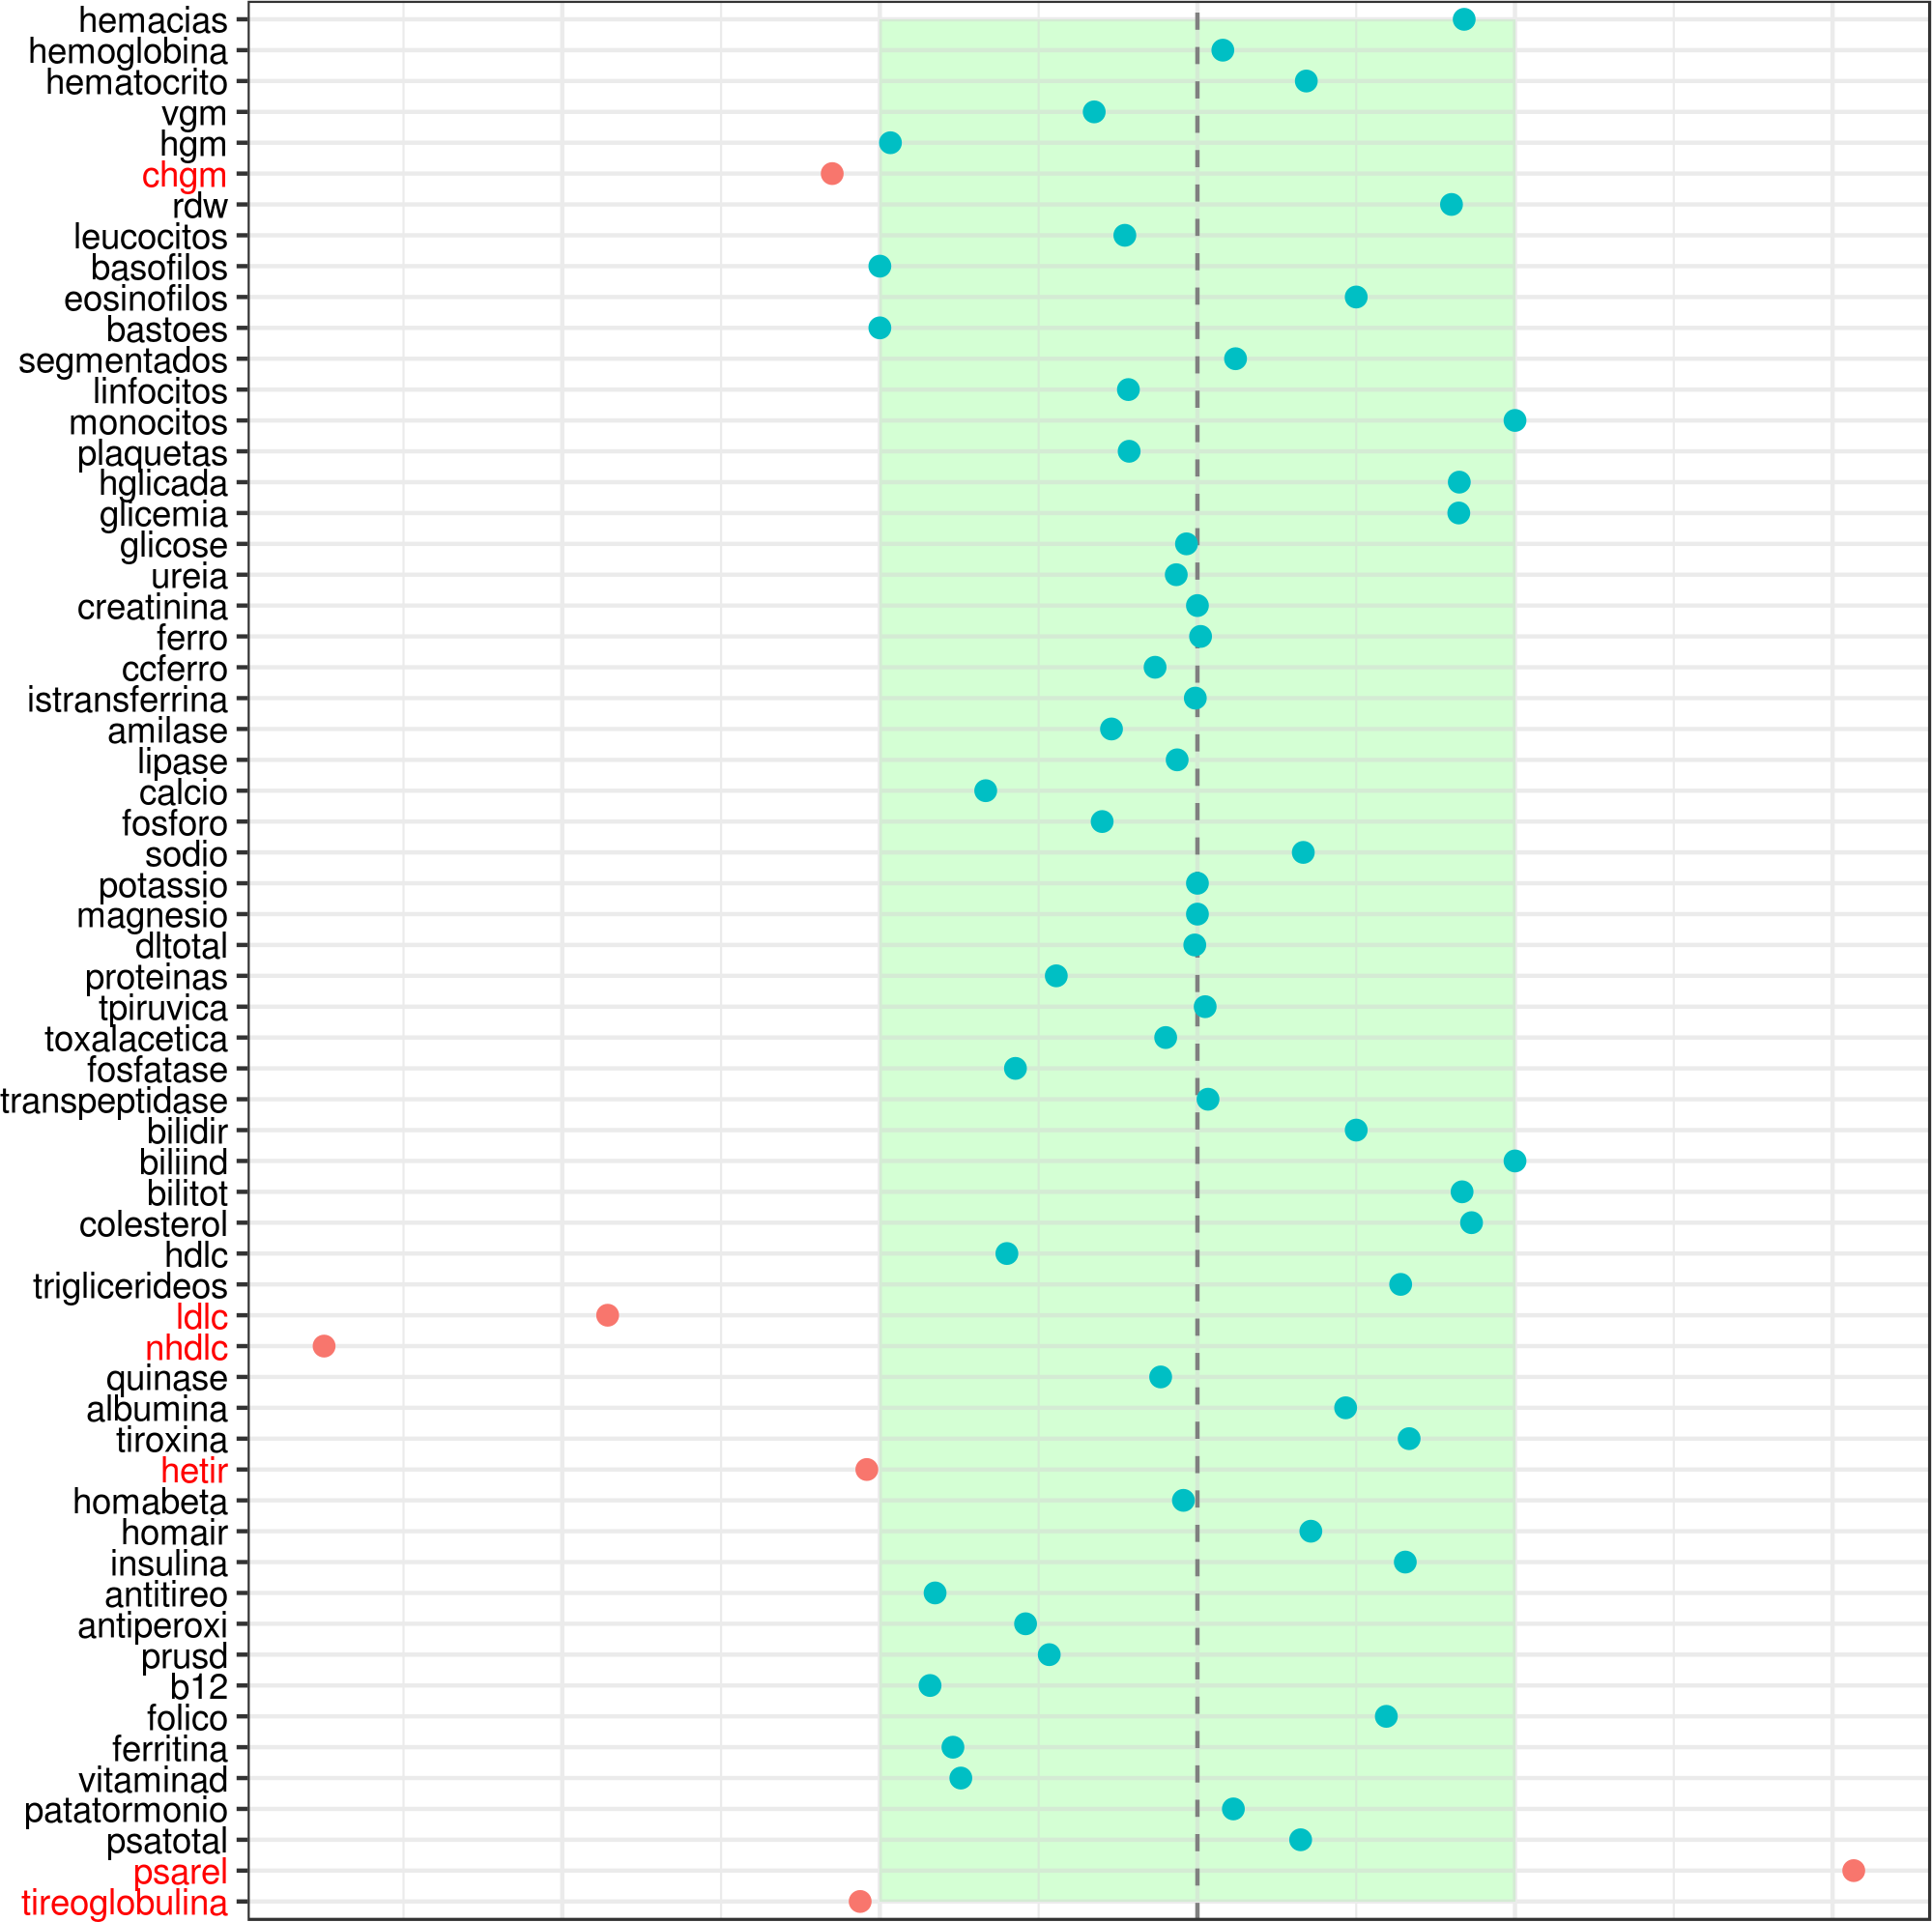 hemacias
hemoglobina
hematocrito
vgm
hgm
chgm
rdw
leucocitos
basofilos
eosinofilos
bastoes
segmentados
linfocitos
monocitos
plaquetas
hglicada
glicemia
glicose
ureia
creatinina
ferro
ccferro
istransferrina
amilase
lipase
calcio
fosforo
sodio
potassio
magnesio
dltotal
proteinas
tpiruvica
toxalacetica
fosfatase
transpeptidase
bilidir
biliind
bilitot
colesterol
hdlc
triglicerideos
ldlc
nhdlc
quinase
albumina
tiroxina
hetir
homabeta
homair
insulina
antitireo
antiperoxi
prusd
b12
folico
ferritina
vitaminad
patatormonio
psatotal
psarel
tireoglobulina